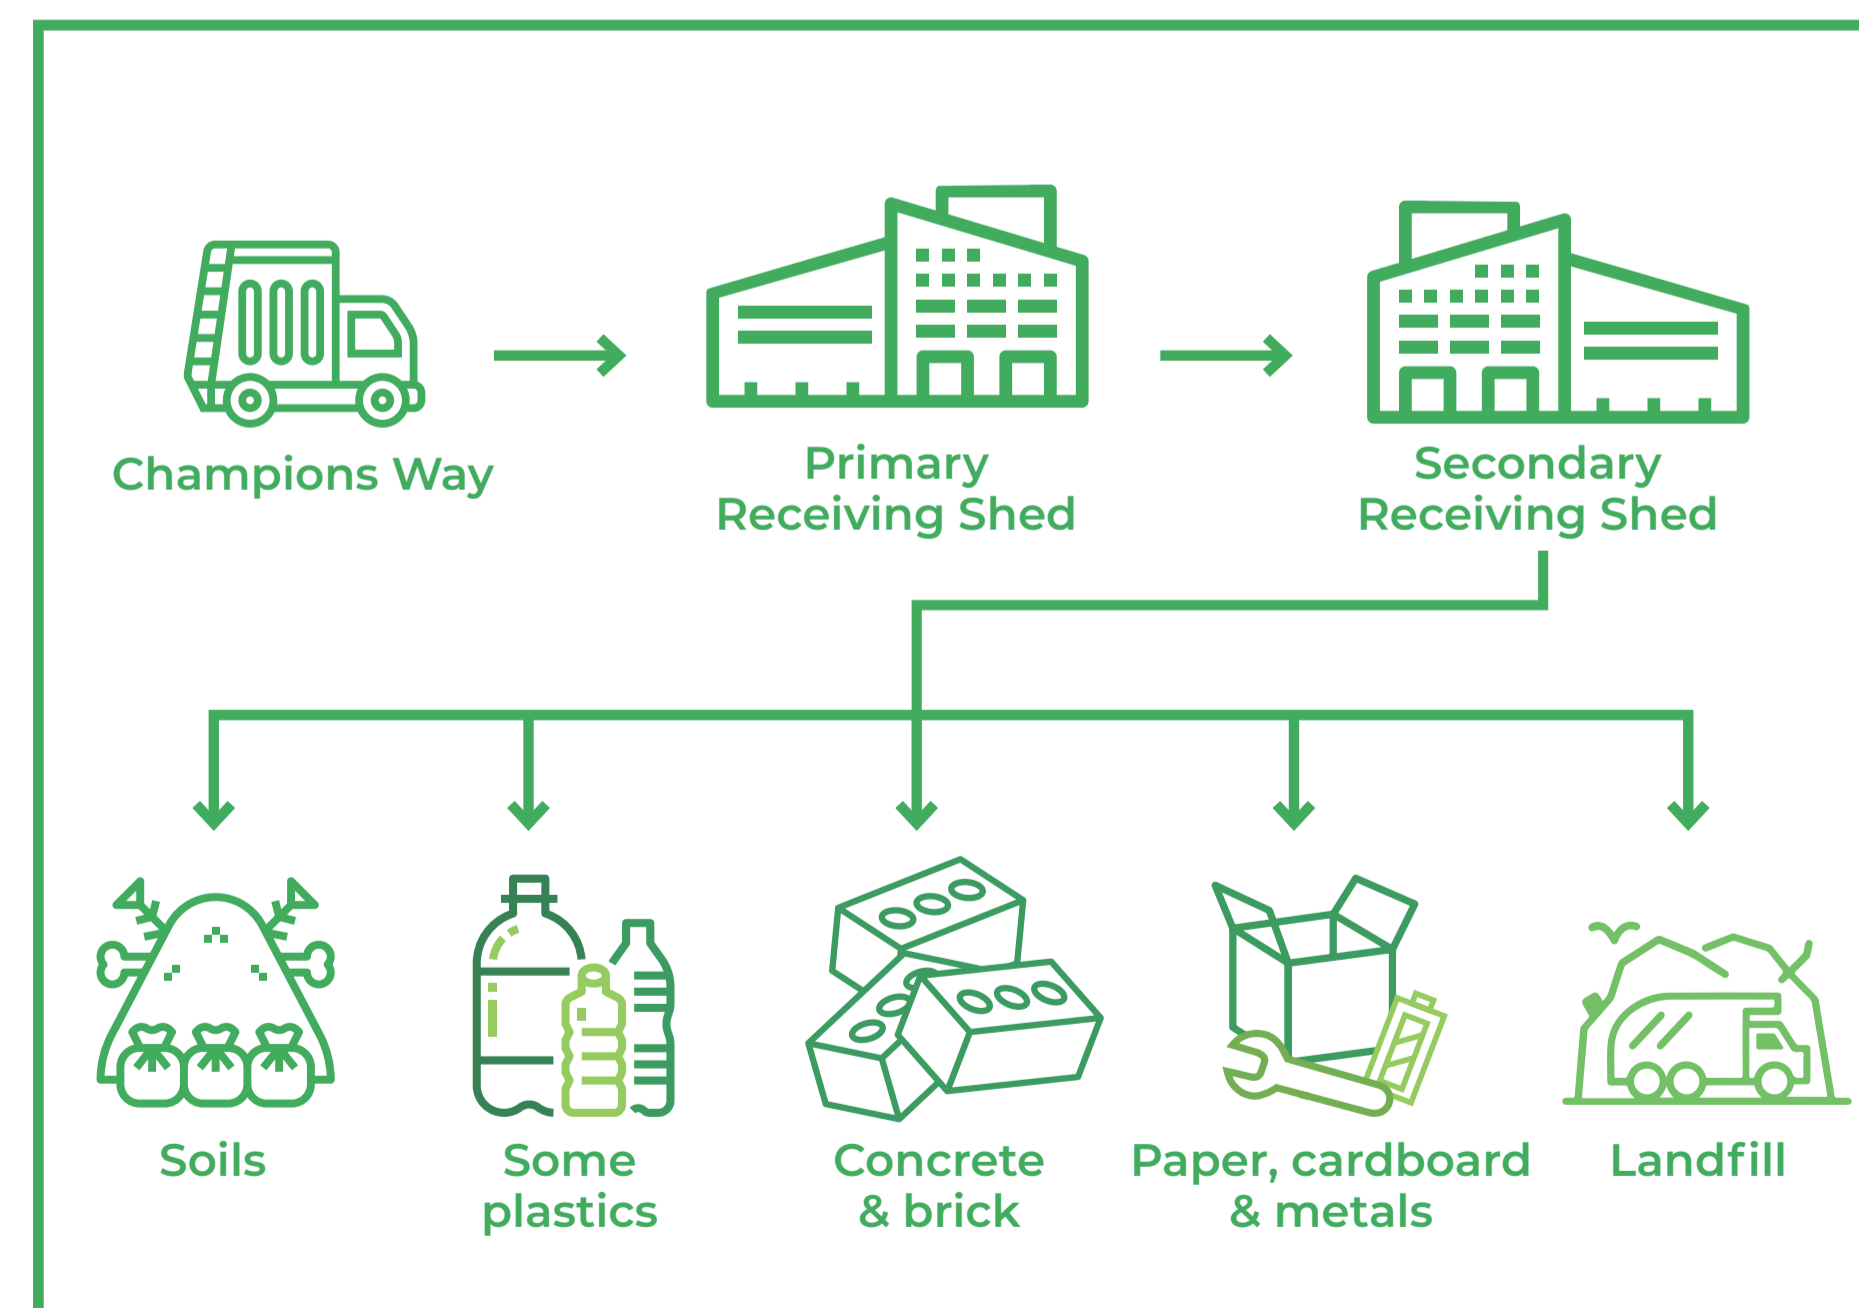 Champions Way
Primary
Receiving Shed
Secondary
Receiving Shed
Soils
Some
plastics
Concrete
& brick
Paper, cardboard
& metals
Landfill